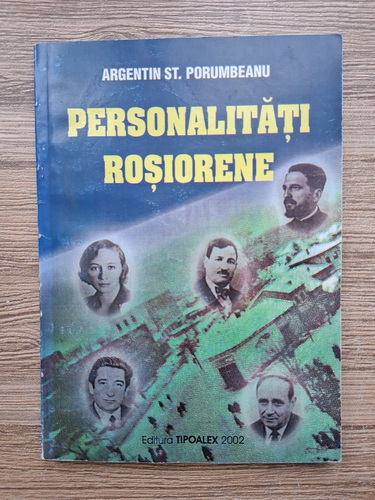 ARGENTIN ST. PORUMBEANU
PERSONALITĂȚI
ROȘIORENE
Editura TIPOALEX 2002